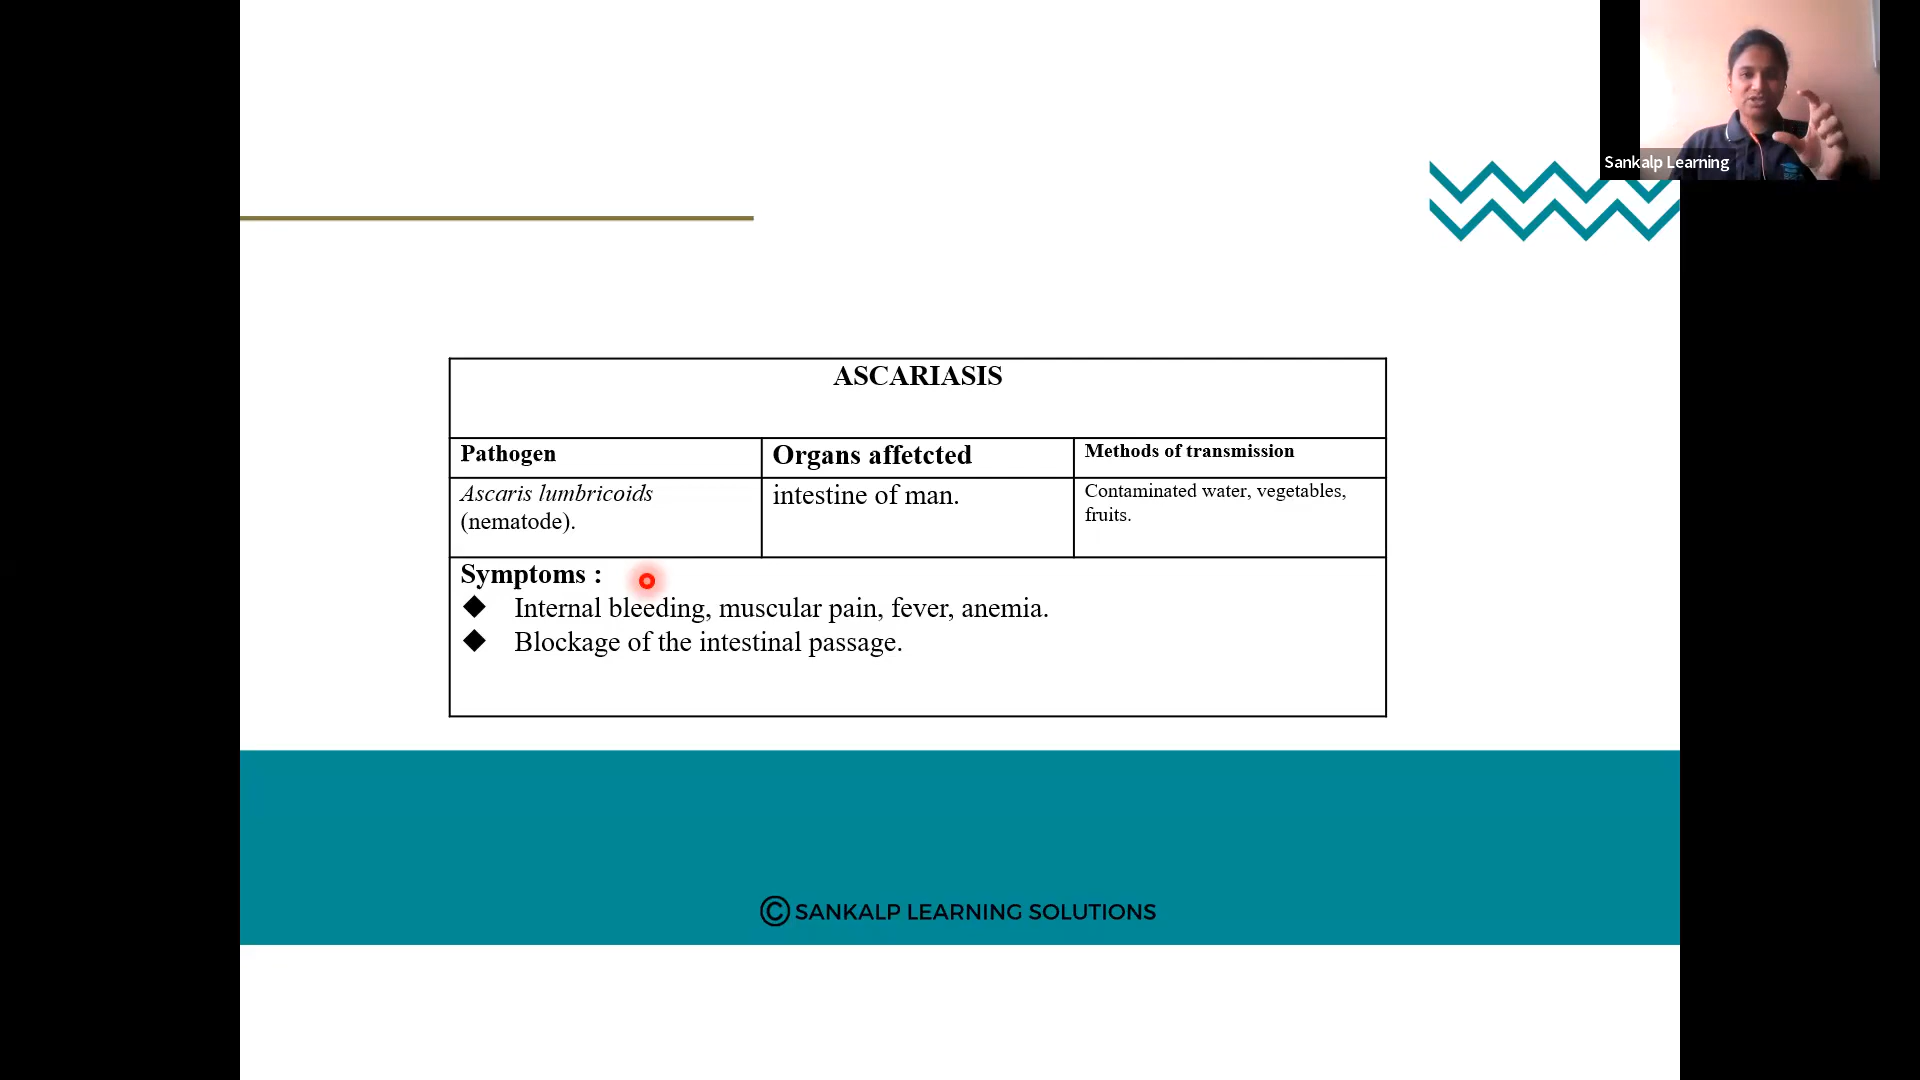 Sankalp Learning
ASCARIASIS
Pathogen
Organs affetcted
Methods of transmission
Ascaris lumbricoids
(nematode).
intestine of man.
Contaminated water, vegetables,
fruits.
Symptoms :
◆ Internal bleeding, muscular pain, fever, anemia.
◆ Blockage of the intestinal passage.
© SANKALP LEARNING SOLUTIONS